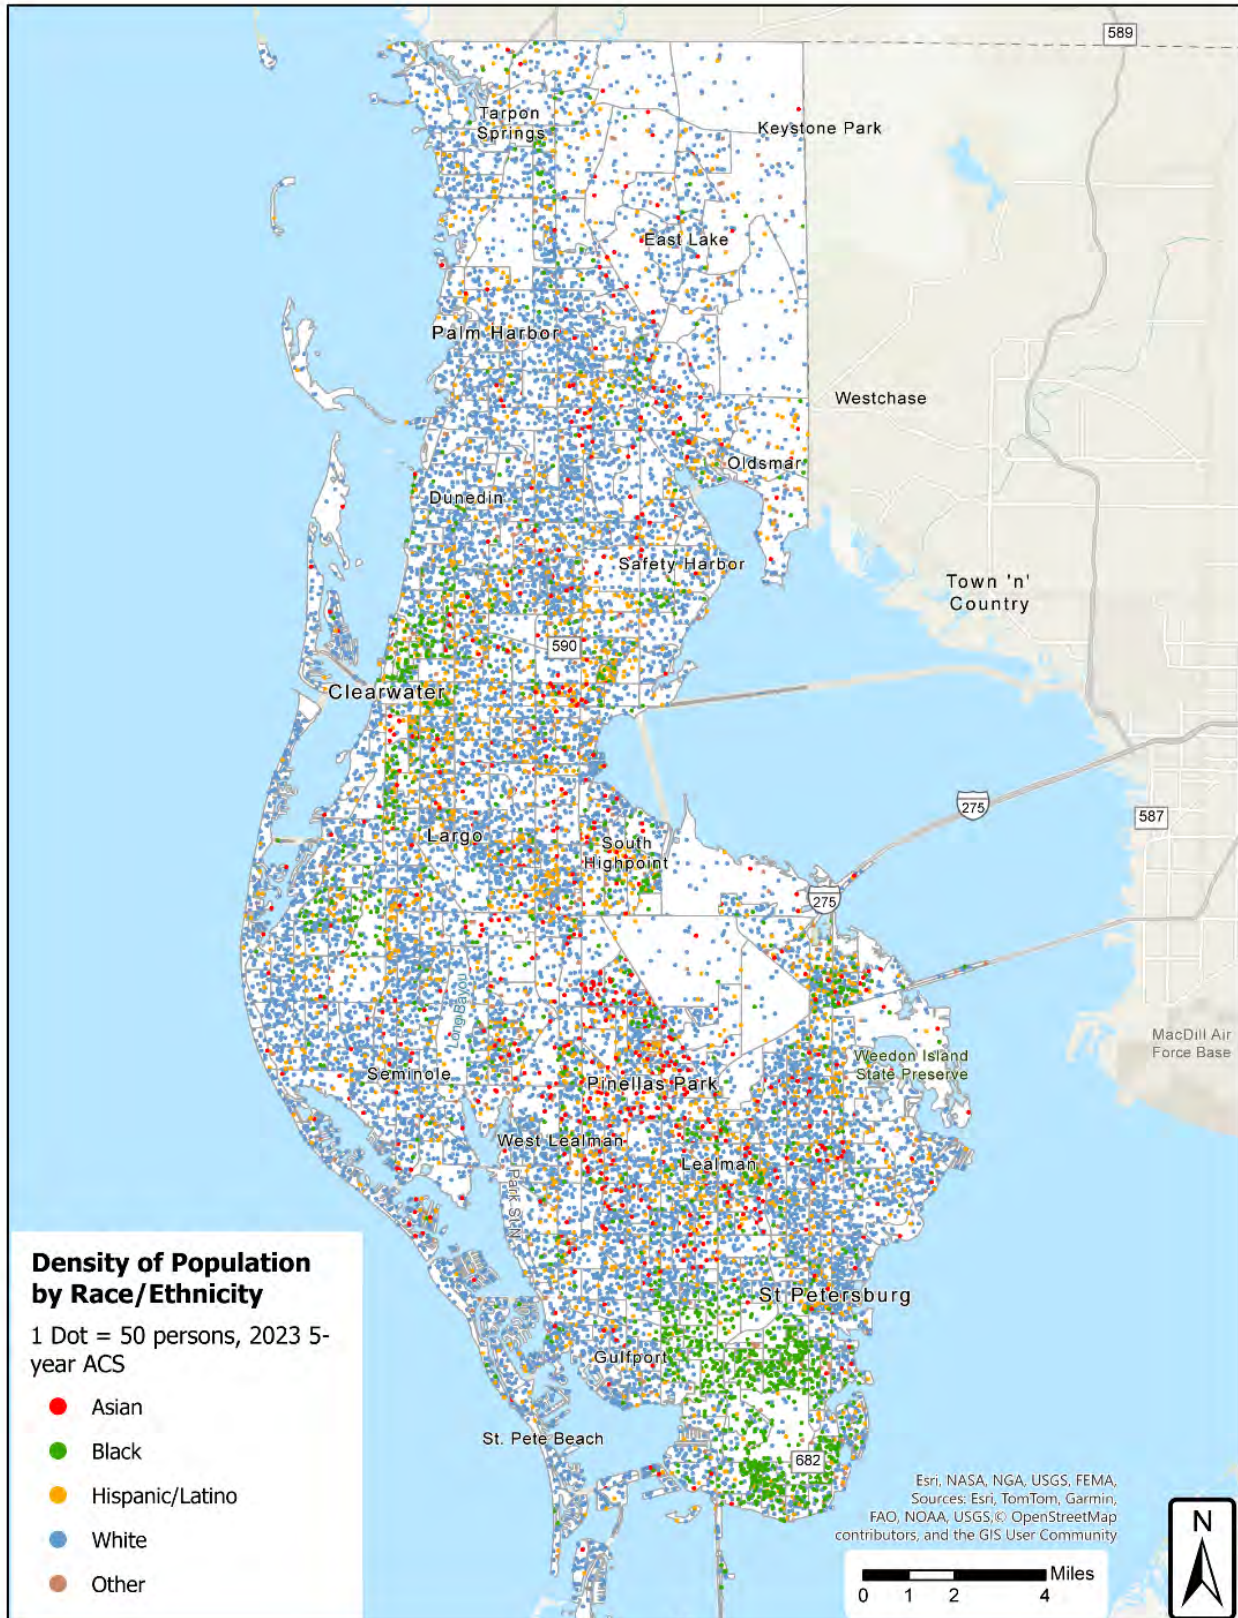 589
Tarpon
Springs
Keystone Park
East Lake
Palm Harbor
Westchase
Oldsmar
Dunedin
Safety Harbor
Town 'n'
Country
590
Clearwater
275
587
Largo
South
Highpoint
275
Long Bayou
MacDill Air
Force Base
Weedon Island
State Preserve
Seminole
Pinellas Park
West Lealman
Lealman
Park St N
Density of Population
by Race/Ethnicity
1 Dot = 50 persons, 2023 5-
year ACS
Asian
Black
Hispanic/Latino
White
Other
St Petersburg
Gulfport
St. Pete Beach
682
Esri, NASA, NGA, USGS, FEMA,
Sources: Esri, TomTom, Garmin,
FAO, NOAA, USGS,© OpenStreetMap
contributors, and the GIS User Community
N
Miles
0 1 2 4